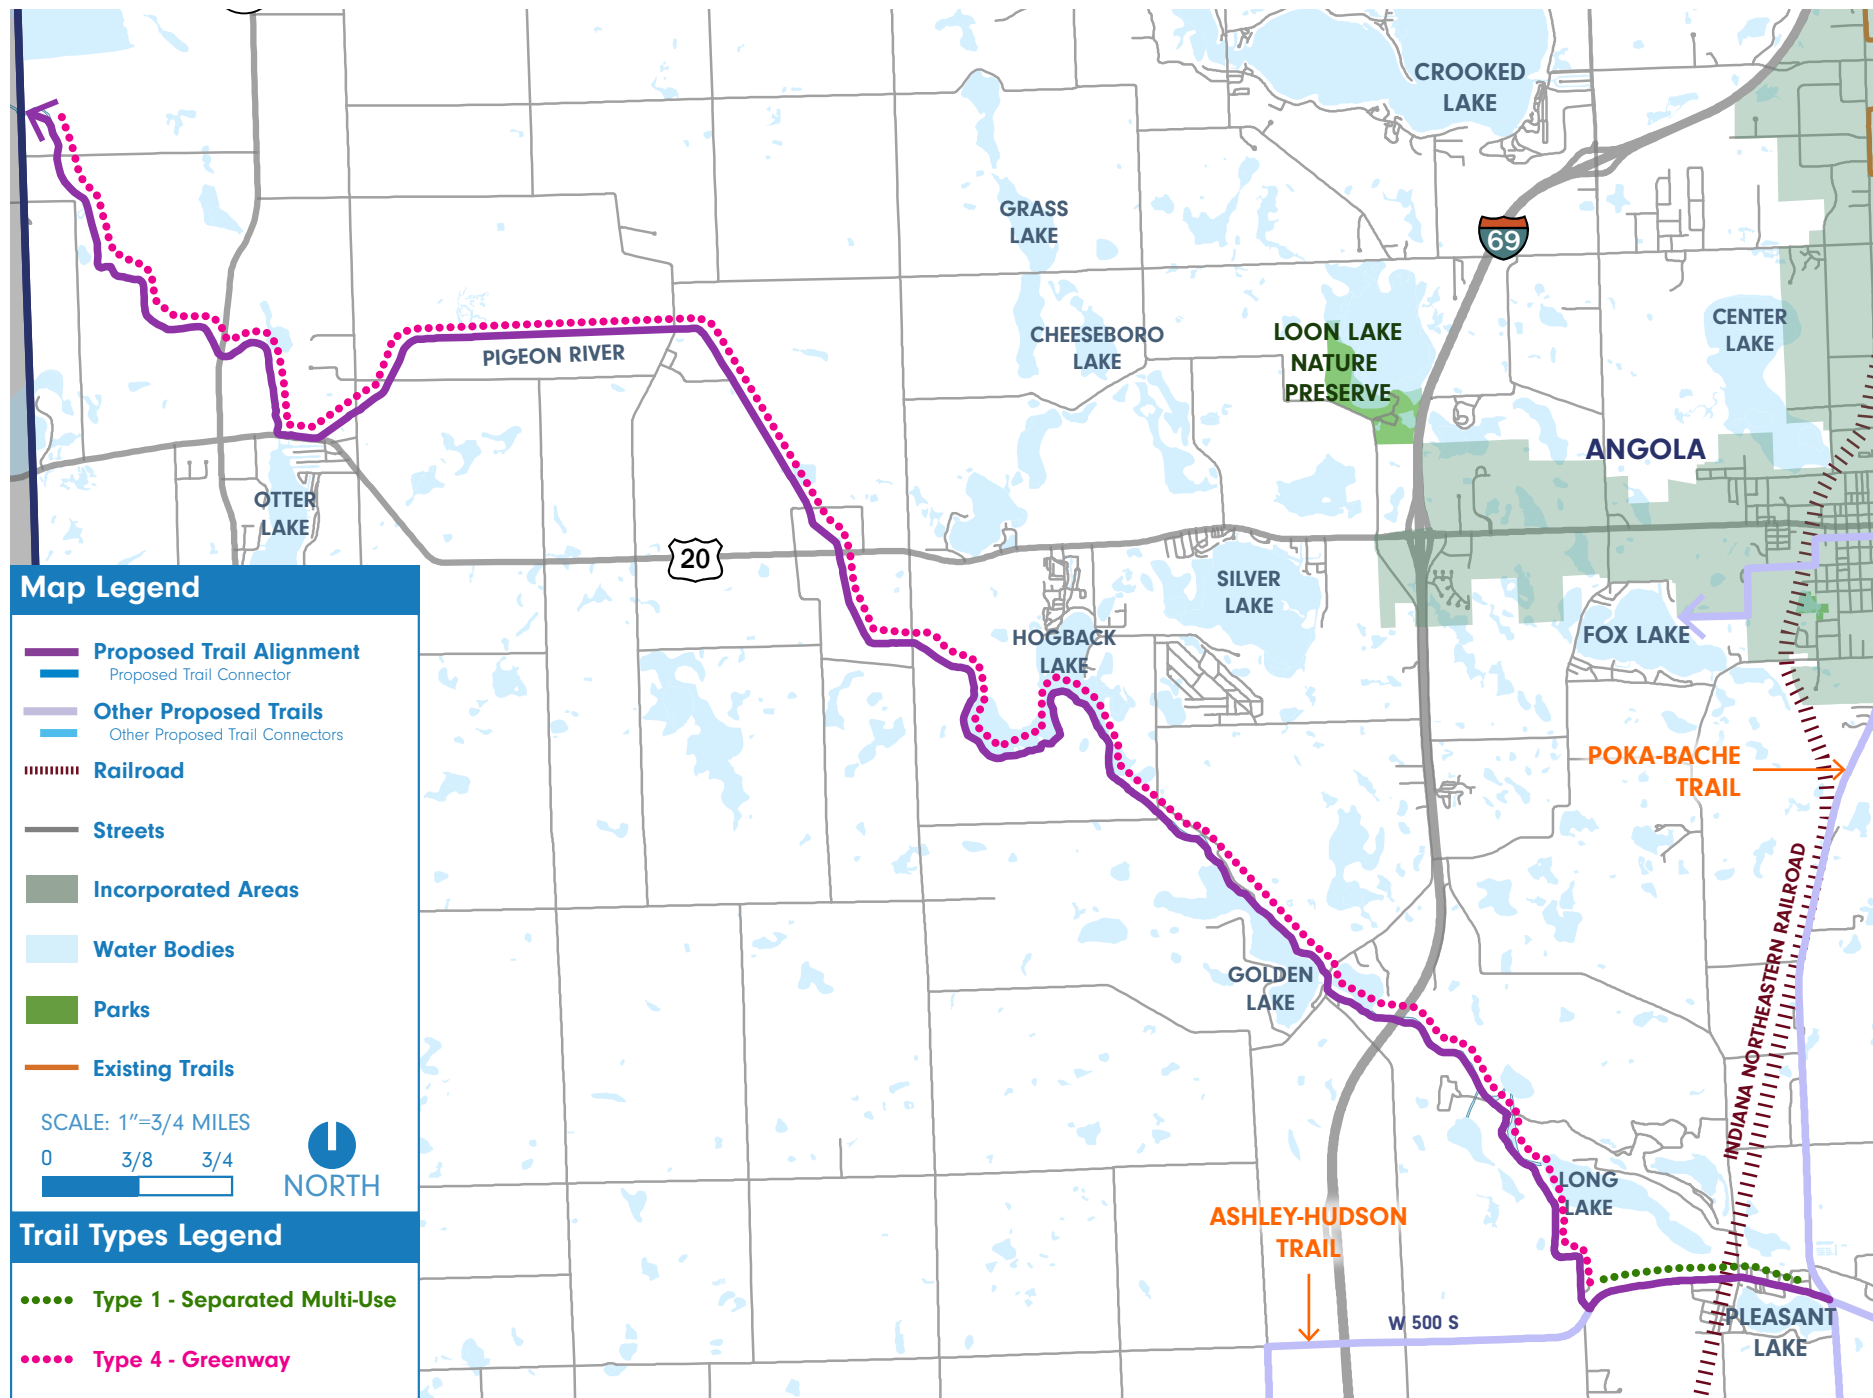 CROOKED
LAKE
GRASS
LAKE
69
CHEESEBORO
LAKE
LOON LAKE
NATURE
PRESERVE
CENTER
LAKE
PIGEON RIVER
ANGOLA
OTTER
LAKE
20
SILVER
LAKE
HOGBACK
LAKE
FOX LAKE
POKA-BACHE
TRAIL
INDIANA NORTHEASTERN RAILROAD
GOLDEN
LAKE
LONG
LAKE
ASHLEY-HUDSON
TRAIL
W 500 S
PLEASANT
LAKE
Map Legend
Proposed Trail Alignment
Proposed Trail Connector
Other Proposed Trails
Other Proposed Trail Connectors
Railroad
Streets
Incorporated Areas
Water Bodies
Parks
Existing Trails
SCALE: 1"=3/4 MILES
0 3/8 3/4
NORTH
Trail Types Legend
Type 1 - Separated Multi-Use
Type 4 - Greenway